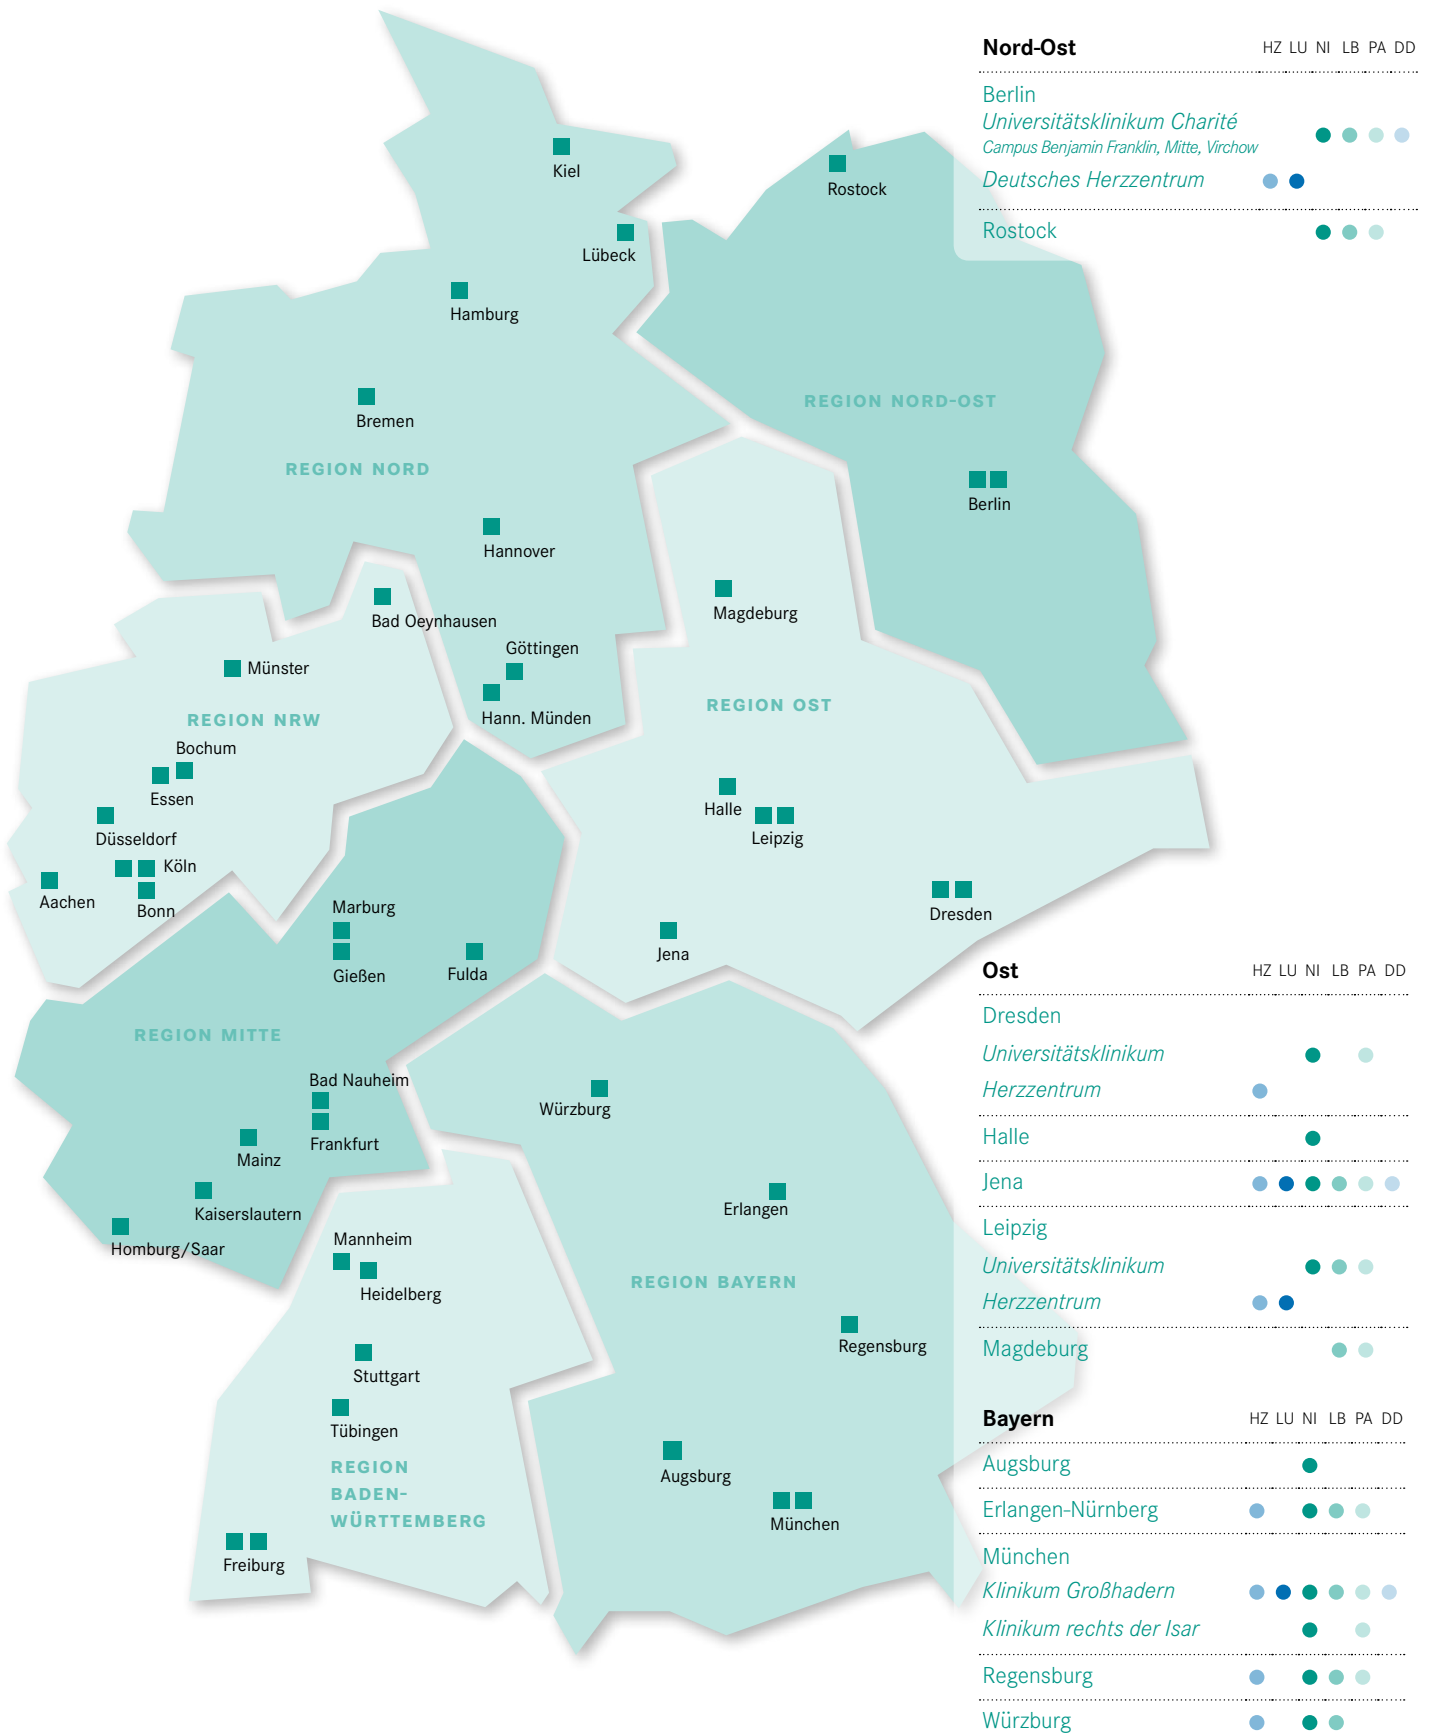 Kiel
Lübeck
Hamburg
Bremen
REGION NORD
Hannover
Göttingen
Hann. Münden
Rostock
REGION NORD-OST
Berlin
Bad Oeynhausen
Münster
REGION NRW
Bochum
Essen
Düsseldorf
Köln
Aachen
Bonn
Magdeburg
REGION OST
Halle
Leipzig
Dresden
Jena
Marburg
Gießen
Fulda
REGION MITTE
Bad Nauheim
Frankfurt
Mainz
Kaiserslautern
Homburg/Saar
Würzburg
Erlangen
REGION BAYERN
Regensburg
Augsburg
München
Mannheim
Heidelberg
Stuttgart
Tübingen
REGION
BADEN-
WÜRTTEMBERG
Freiburg
Nord-Ost HZ LU NI LB PA DD
Berlin
Universitätsklinikum Charité
Campus Benjamin Franklin, Mitte, Virchow
Deutsches Herzzentrum
Rostock
Ost HZ LU NI LB PA DD
Dresden
Universitätsklinikum
Herzzentrum
Halle
Jena
Leipzig
Universitätsklinikum
Herzzentrum
Magdeburg
Bayern HZ LU NI LB PA DD
Augsburg
Erlangen-Nürnberg
München
Klinikum Großhadern
Klinikum rechts der Isar
Regensburg
Würzburg